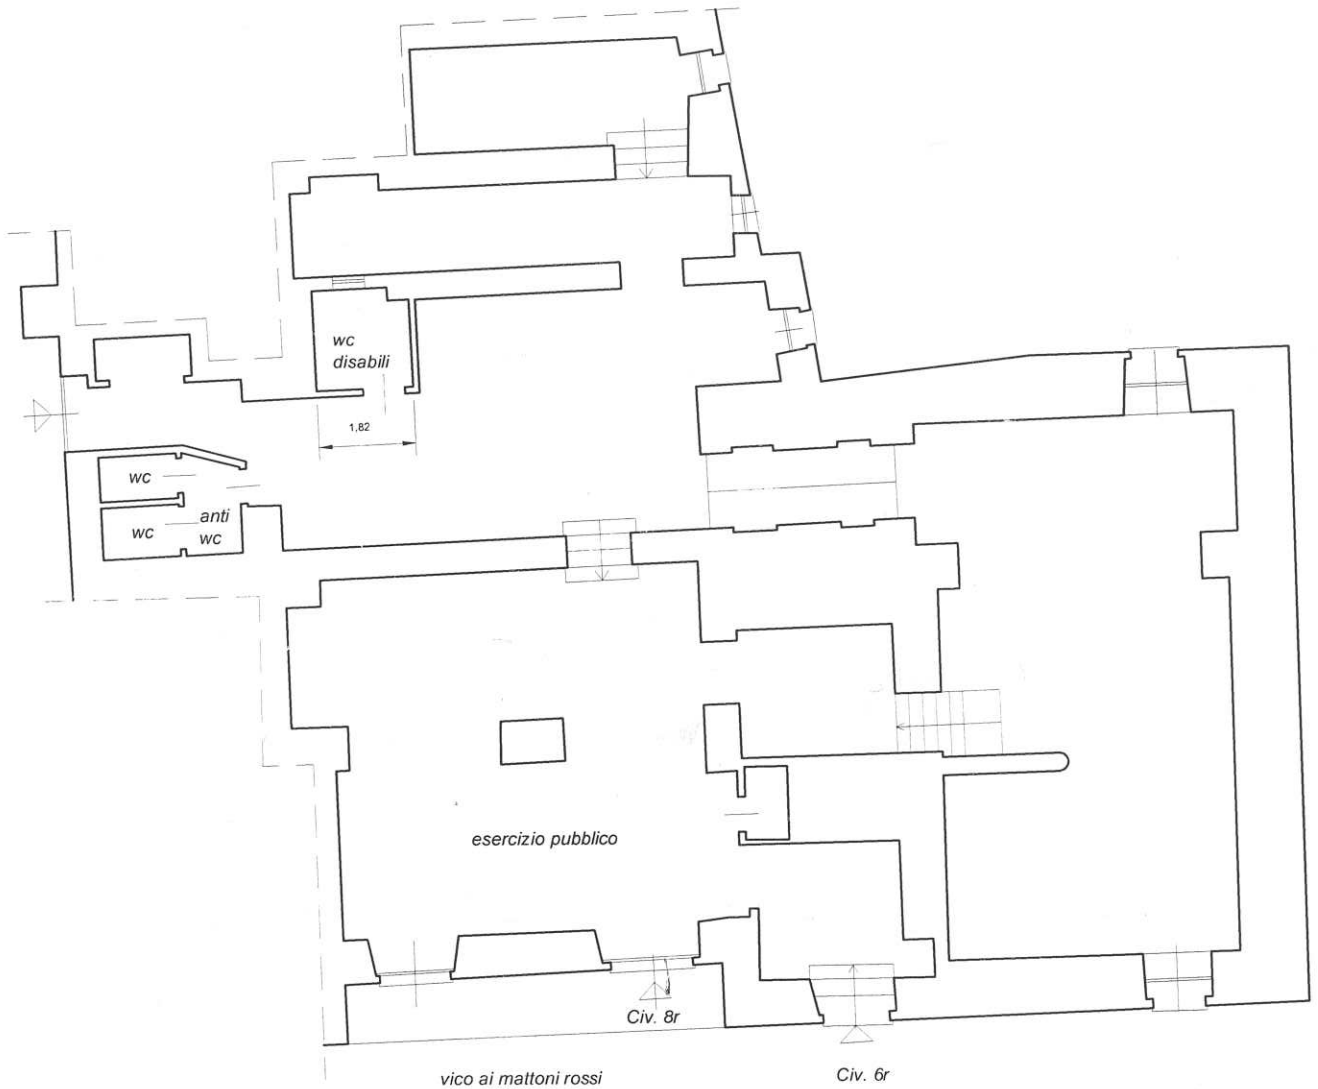 wc
disabili
1,82
wc
anti
wc
wc
esercizio pubblico
Civ. 8r
vico ai mattoni rossi
Civ. 6r